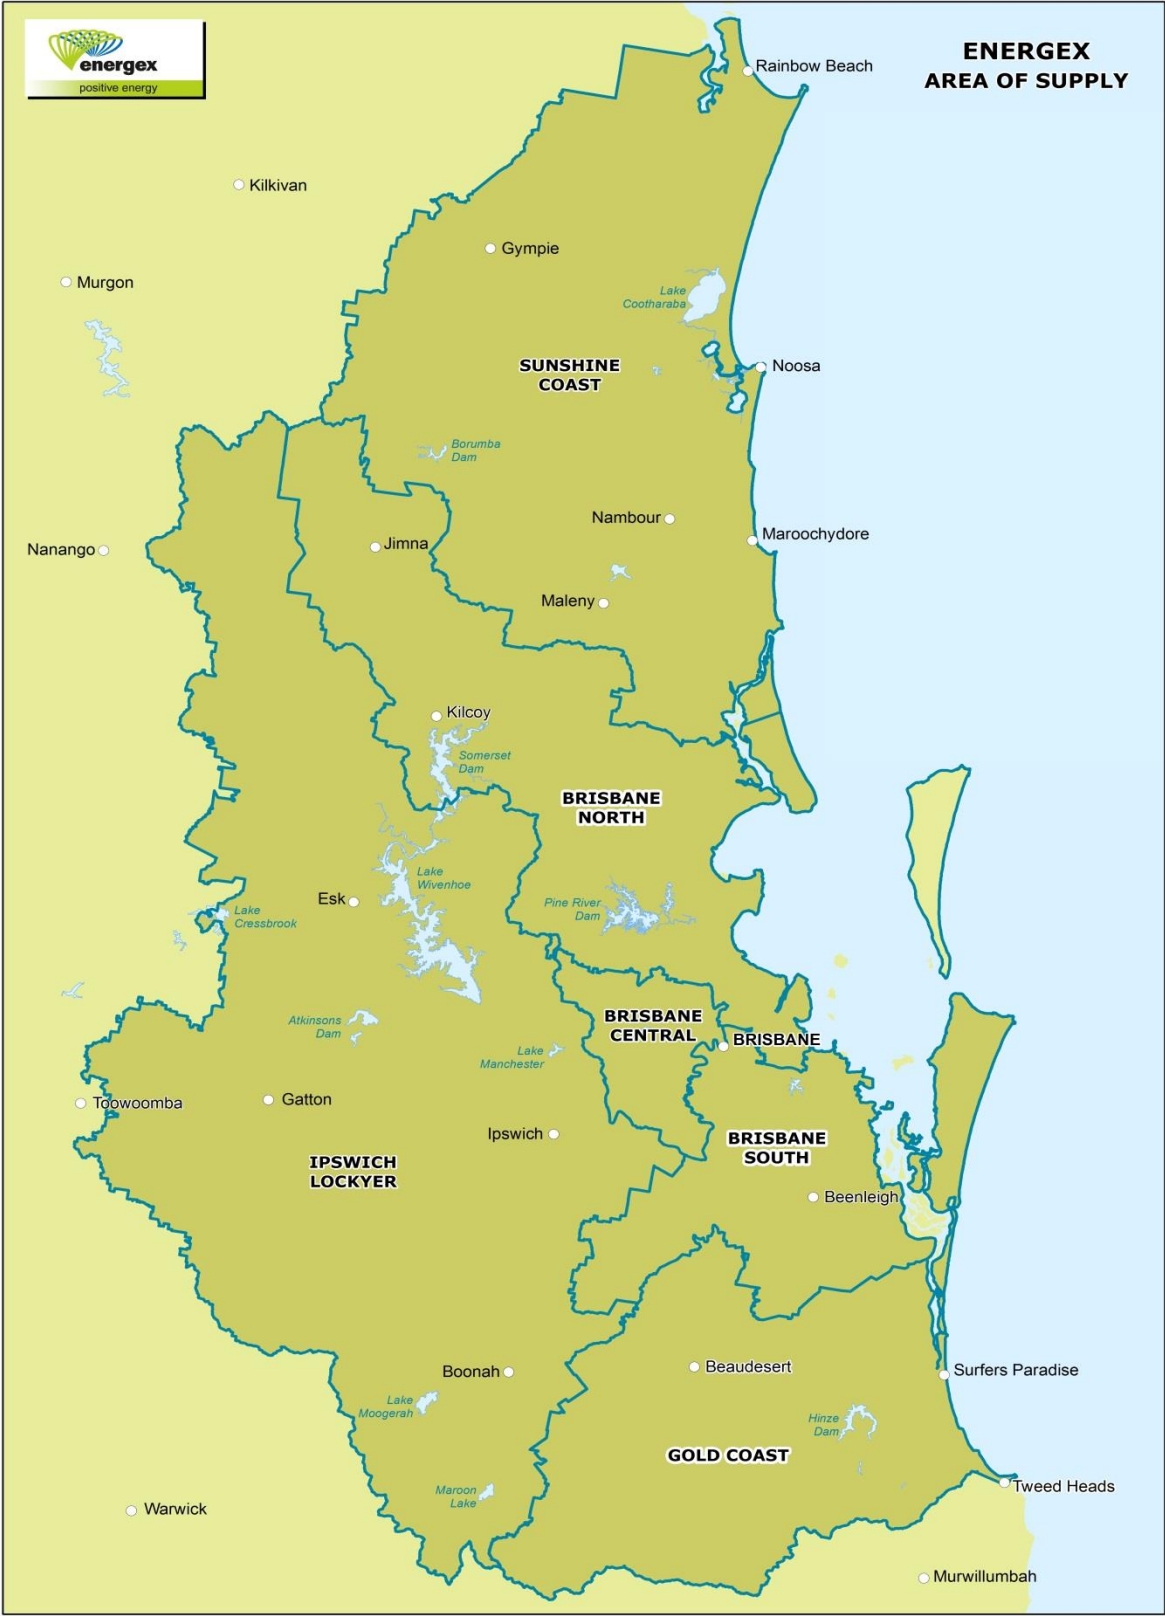 energex
positive energy
ENERGEX
AREA OF SUPPLY
Rainbow Beach
Kilkivan
Gympie
Murgon
Lake
Cootharaba
SUNSHINE
COAST
Noosa
Borumba
Dam
Nambour
Maroochydore
Nanango
Jimna
Maleny
Kilcoy
Somerset
Dam
BRISBANE
NORTH
Lake
Wivenhoe
Esk
Pine River
Dam
Lake
Cressbrook
Atkinsons
Dam
BRISBANE
CENTRAL
BRISBANE
Lake
Manchester
Toowoomba
Gatton
Ipswich
BRISBANE
SOUTH
IPSWICH
LOCKYER
Beenleigh
Boonah
Beaudesert
Surfers Paradise
Lake
Moogerah
Hinze
Dam
GOLD COAST
Maroon
Lake
Tweed Heads
Warwick
Murwillumbah